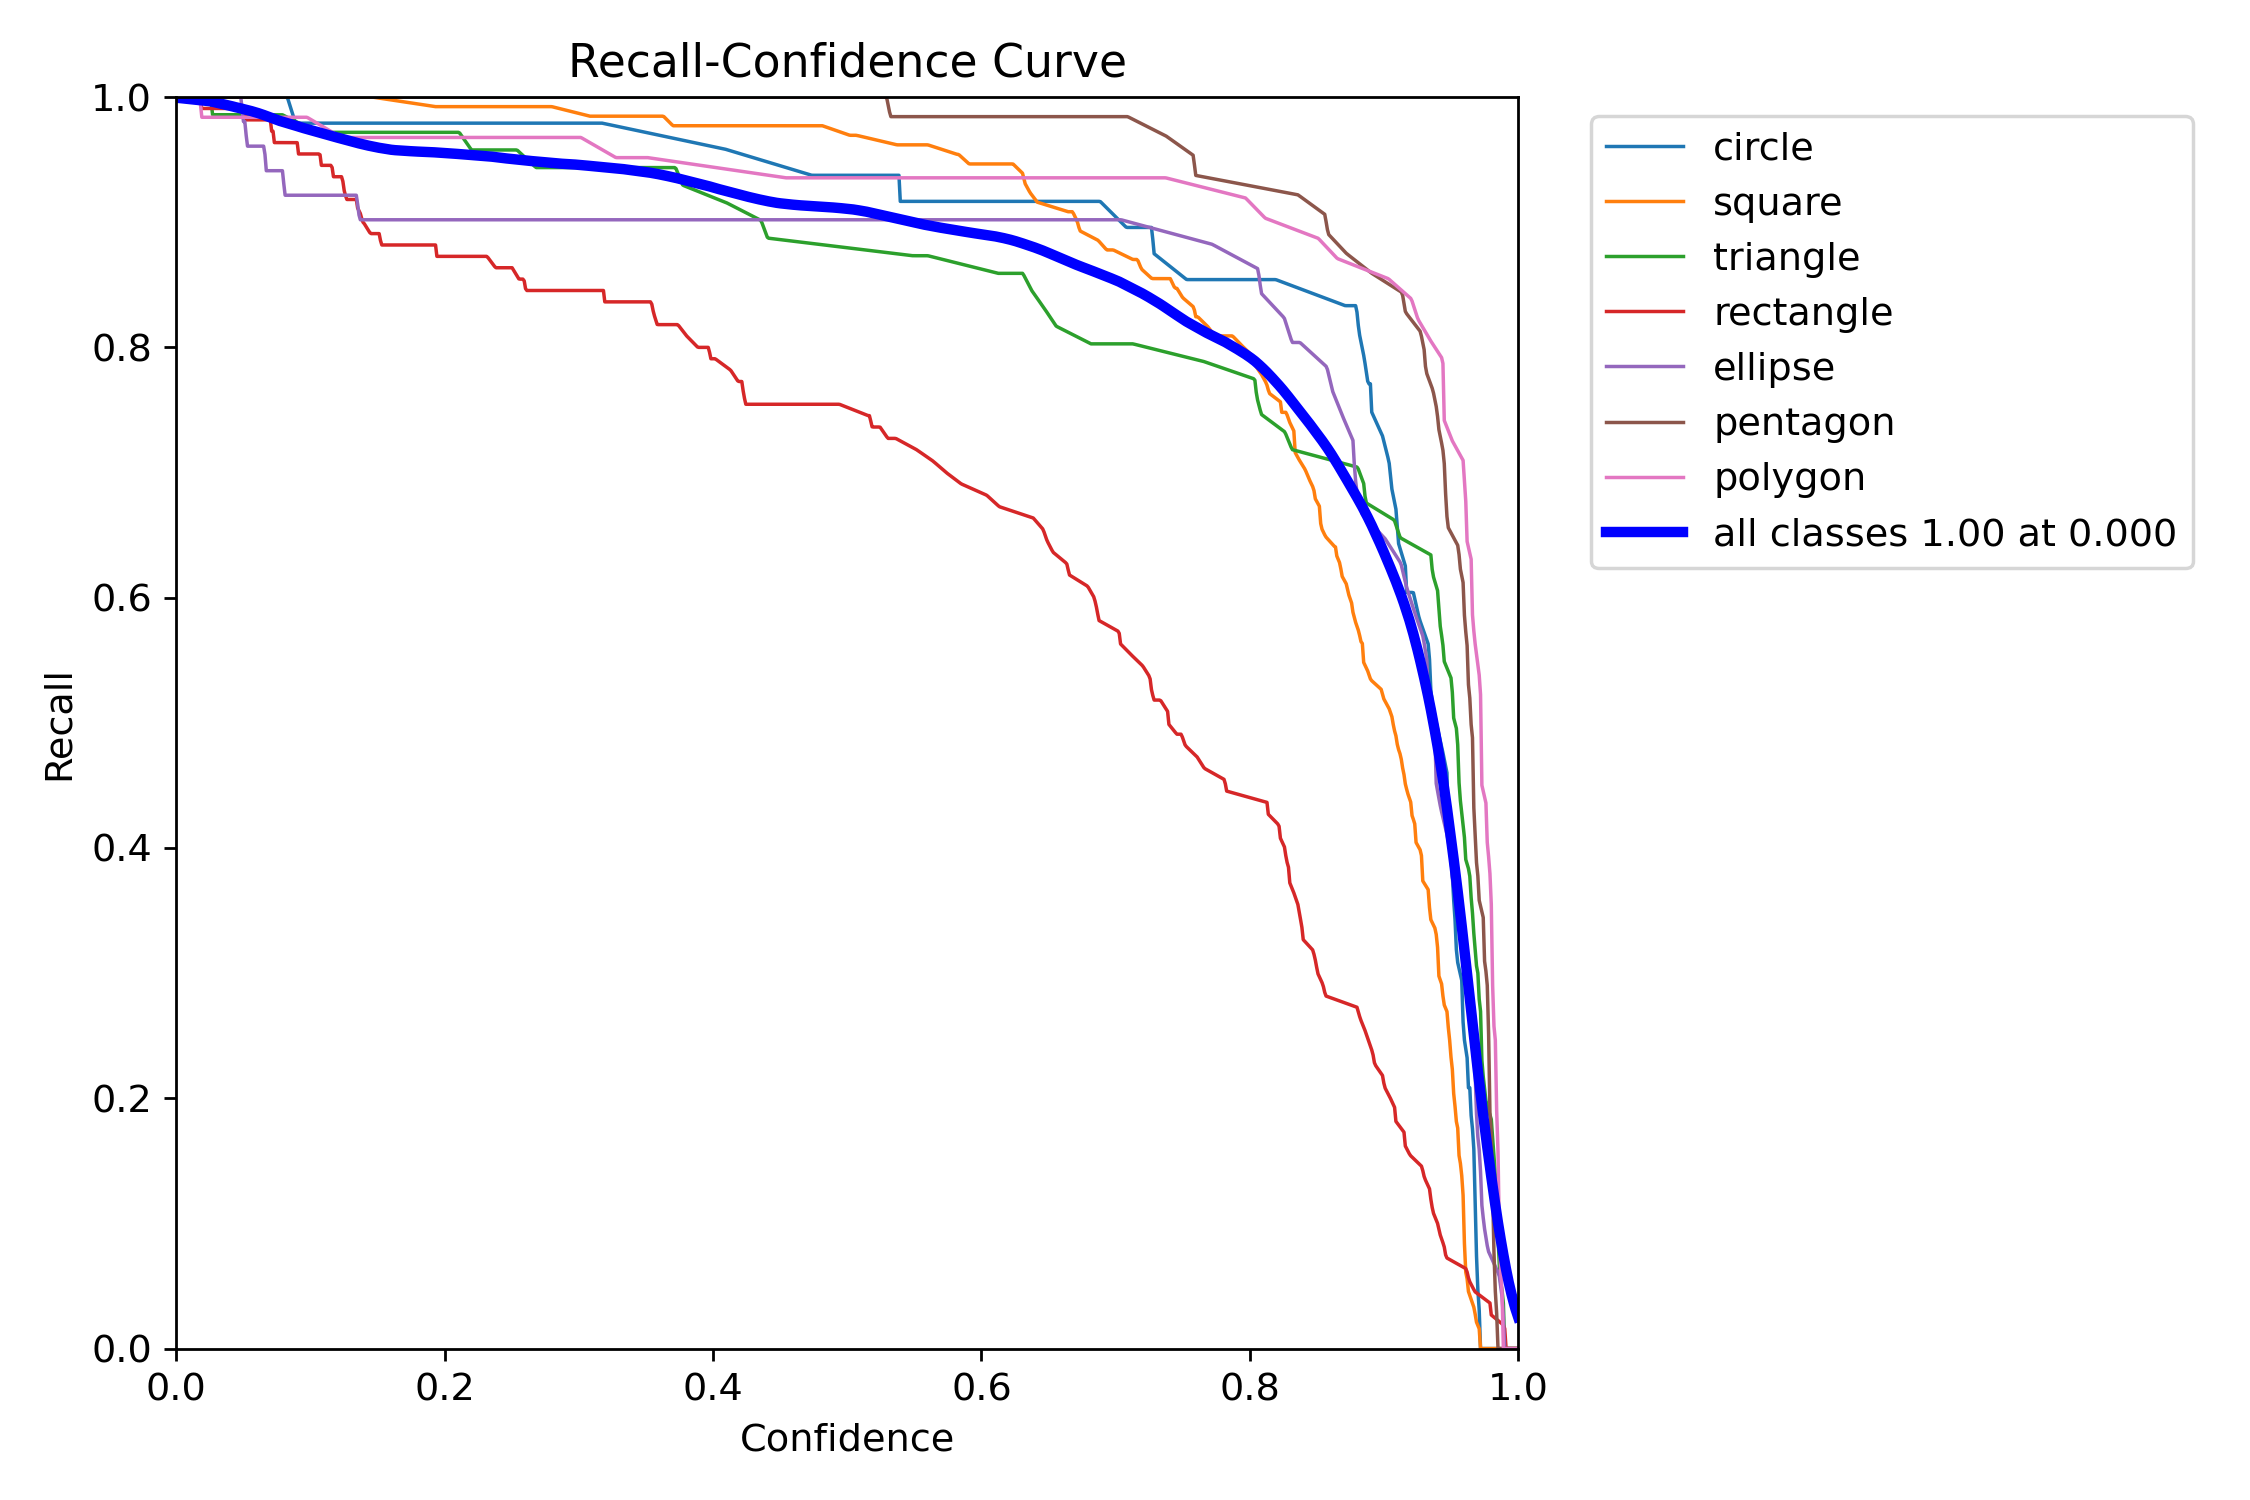 Recall-Confidence Curve
1.0
0.8
0.6
0.4
0.2
0.0
Recall
0.0 0.2 0.4 0.6 0.8 1.0
Confidence
circle
square
triangle
rectangle
ellipse
pentagon
polygon
all classes 1.00 at 0.000